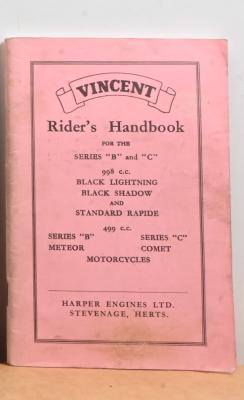 VINCENT
Rider's Handbook
FOR THE
SERIES "B" and "C"
998 c.c.
BLACK LIGHTNING
BLACK SHADOW
AND
STANDARD RAPIDE
499 c.c.
SERIES "B" SERIES "C"
METEOR COMET
MOTORCYCLES
HARPER ENGINES LTD.
STEVENAGE, HERTS.